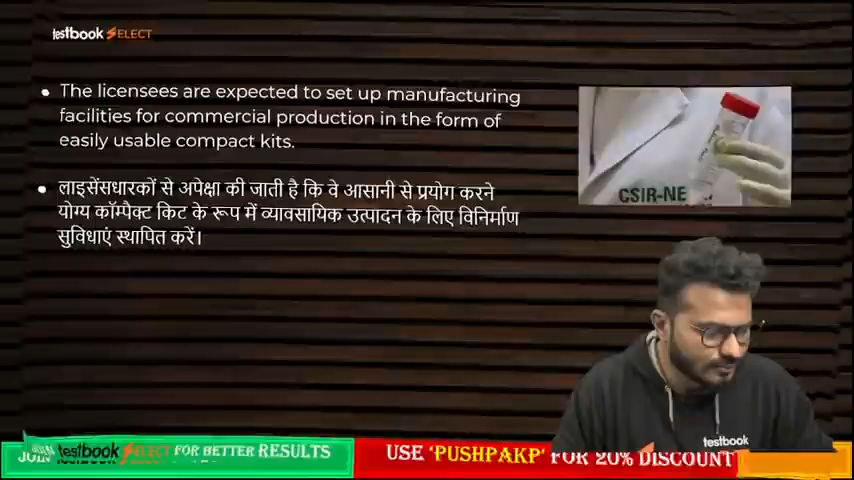 testbook SELECT
The licensees are expected to set up manufacturing
facilities for commercial production in the form of
easily usable compact kits.
लाइसेंसधारकों से अपेक्षा की जाती है कि वे आसानी से प्रयोग करने
योग्य कॉम्पैक्ट किट के रूप में व्यावसायिक उत्पादन के लिए विनिर्माण
सुविधाएं स्थापित करें।
CSIR-NE
testbook
JOIN testbook SELECT FOR BETTER RESULTS
USE 'PUSHPAKP' FOR 20% DISCOUNT